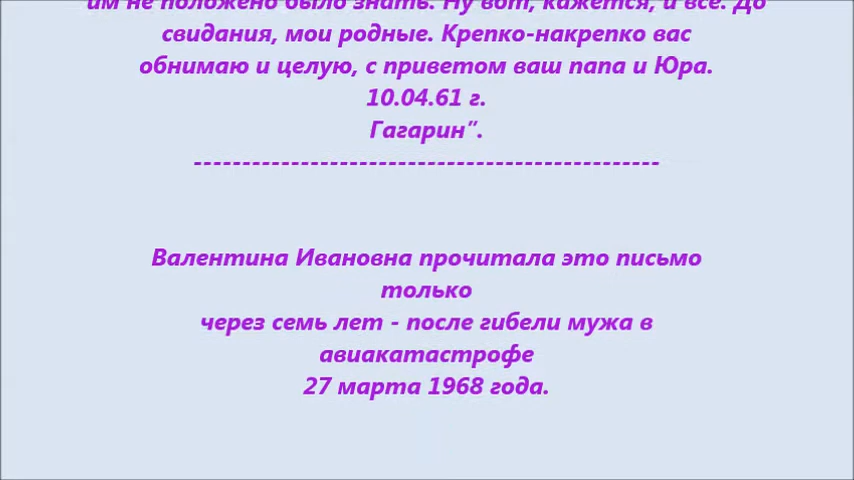 им не положено было знать. Ну вот, кажется, и все. До
свидания, мои родные. Крепко-накрепко вас
обнимаю и целую, с приветом ваш папа и Юра.
10.04.61 г.
Гагарин".
------------------------------------------------
Валентина Ивановна прочитала это письмо
только
через семь лет - после гибели мужа в
авиакатастрофе
27 марта 1968 года.